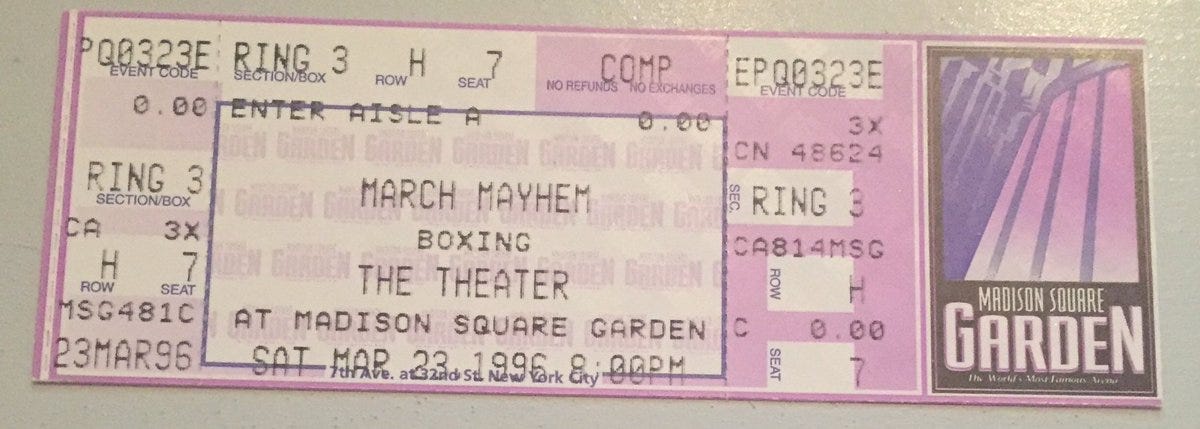 PQ0323E
EVENT CODE
0.00
RING 3
SECTION/BOX
CA 3X
H 7
ROW SEAT
MSG481C
23MAR96
RING 3 H 7
SECTION/BOX ROW SEAT
COMP
NO REFUNDS NO EXCHANGES
ENTER AISLE A 0.00
MARCH MAYHEM
BOXING
THE THEATER
AT MADISON SQUARE GARDEN
SAT MAR 23 1996 8:00PM
7th Ave. at 32nd St. New York City
EPQ0323E
EVENT CODE
3X
CN 48624
SEC. RING 3
CA814MSG
ROW H
C 0.00
SEAT 7
MADISON SQUARE
GARDEN
The World's Most Famous Arena